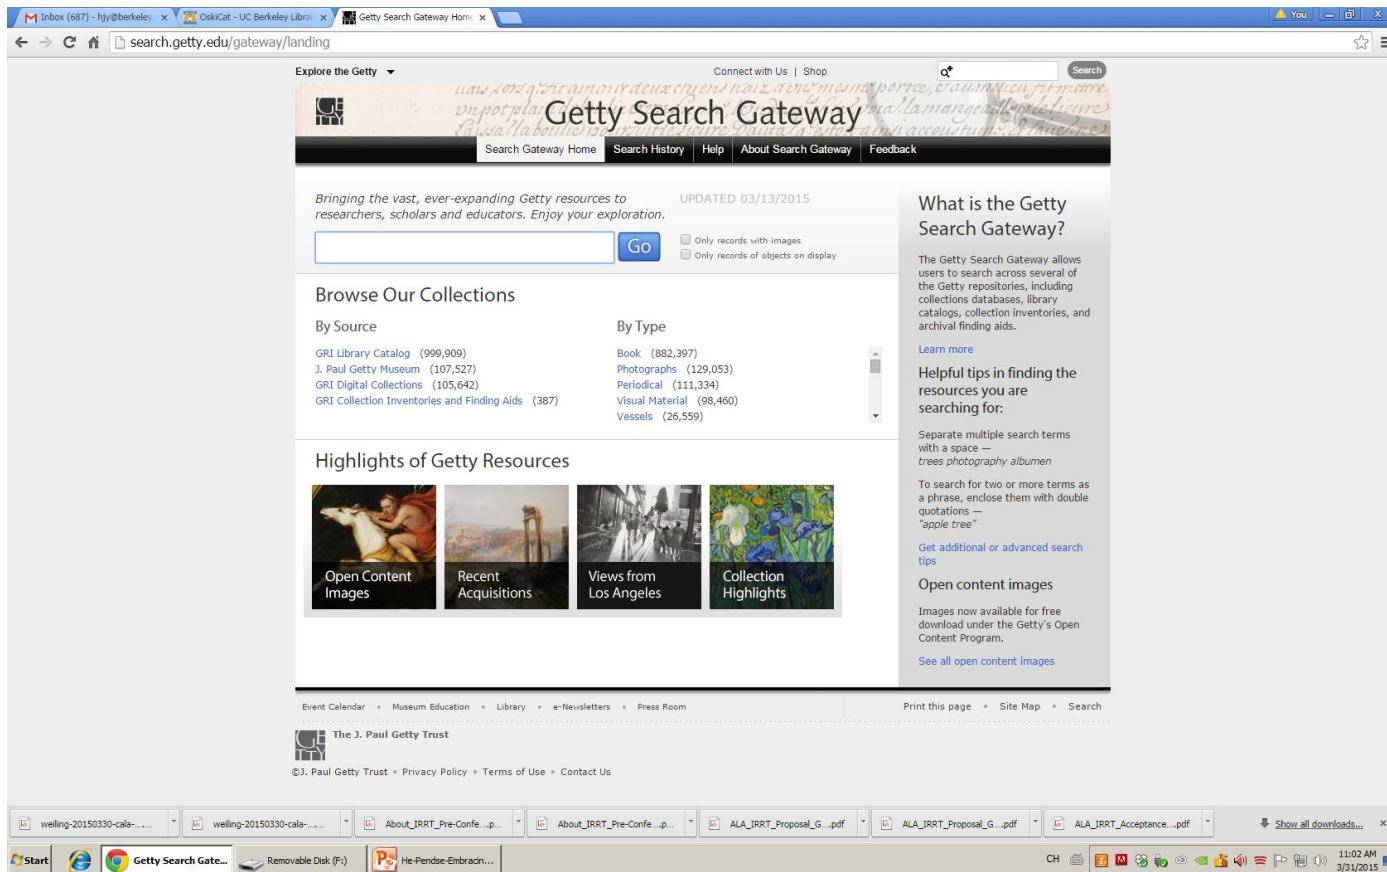 Inbox (687) - hjy@berkeley.
OskiCat - UC Berkeley Librar
Getty Search Gateway Hom
You
search.getty.edu/gateway/landing
Explore the Getty
Connect with Us | Shop
Search
GETTY
Getty Search Gateway
Search Gateway Home
Search History
Help
About Search Gateway
Feedback
Bringing the vast, ever-expanding Getty resources to
researchers, scholars and educators. Enjoy your exploration.
UPDATED 03/13/2015
Go
Only records with images
Only records of objects on display
Browse Our Collections
By Source
GRI Library Catalog (999,909)
J. Paul Getty Museum (107,527)
GRI Digital Collections (105,642)
GRI Collection Inventories and Finding Aids (387)
By Type
Book (882,397)
Photographs (129,053)
Periodical (111,334)
Visual Material (98,460)
Vessels (26,559)
Highlights of Getty Resources
Open Content
Images
Recent
Acquisitions
Views from
Los Angeles
Collection
Highlights
What is the Getty
Search Gateway?
The Getty Search Gateway allows
users to search across several of
the Getty repositories, including
collections databases, library
catalogs, collection inventories, and
archival finding aids.
Learn more
Helpful tips in finding the
resources you are
searching for:
Separate multiple search terms
with a space —
trees photography albumen
To search for two or more terms as
a phrase, enclose them with double
quotations —
"apple tree"
Get additional or advanced search
tips
Open content images
Images now available for free
download under the Getty's Open
Content Program.
See all open content images
Event Calendar • Museum Education • Library • e-Newsletters • Press Room
Print this page • Site Map • Search
GETTY
The J. Paul Getty Trust
©J. Paul Getty Trust • Privacy Policy • Terms of Use • Contact Us
weiling-20150330-cala-......
weiling-20150330-cala-......
About_IRRT_Pre-Confe....p...
About_IRRT_Pre-Confe....p...
ALA_IRRT_Proposal_G....pdf
ALA_IRRT_Proposal_G....pdf
ALA_IRRT_Acceptance....pdf
Show all downloads...
Start
Getty Search Gate...
Removable Disk (F:)
He-Pendse-Embracin...
CH
11:02 AM
3/31/2015